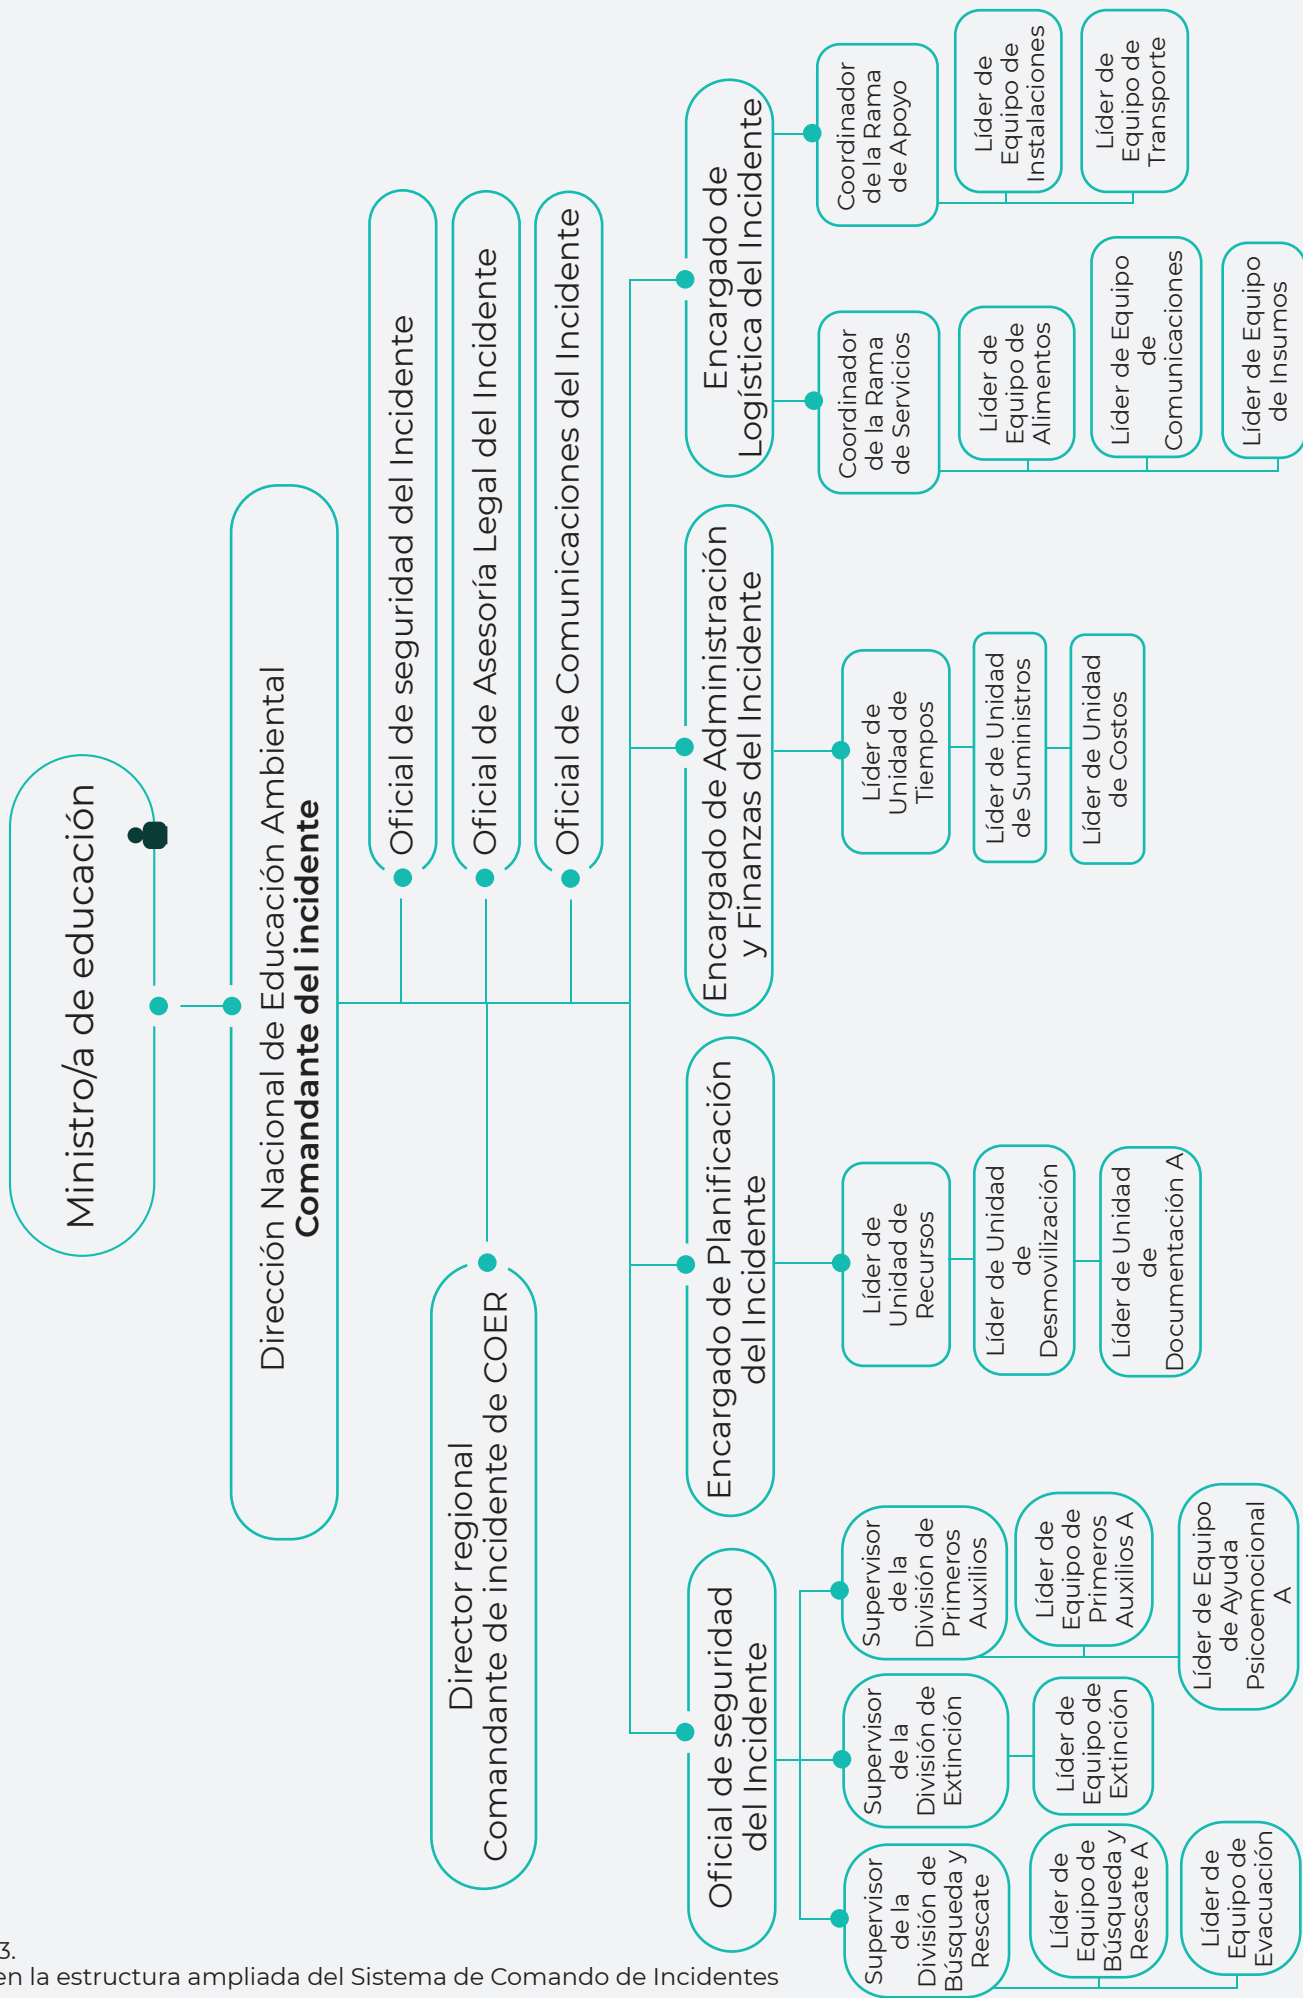 Ministro/a de educación
Dirección Nacional de Educación Ambiental
Comandante del incidente
Oficial de seguridad del Incidente
Oficial de Asesoría Legal del Incidente
Oficial de Comunicaciones del Incidente
Director regional
Comandante de incidente de COER
Oficial de seguridad
del Incidente
Supervisor
de la
División de
Búsqueda y
Rescate
Líder de
Equipo de
Búsqueda y
Rescate A
Líder de
Equipo de
Evacuación
Supervisor
de la
División de
Extinción
Líder de
Equipo de
Extinción
Supervisor
de la
División de
Primeros
Auxilios
Líder de
Equipo de
Primeros
Auxilios A
Líder de Equipo
de Ayuda
Psicoemocional
A
Encargado de Planificación
del Incidente
Líder de
Unidad de
Recursos
Líder de Unidad
de
Desmovilización
Líder de Unidad
de
Documentación A
Encargado de Administración
y Finanzas del Incidente
Líder de
Unidad de
Tiempos
Líder de Unidad
de Suministros
Líder de Unidad
de Costos
Encargado de
Logística del Incidente
Coordinador
de la Rama
de Servicios
Líder de
Equipo de
Alimentos
Líder de Equipo
de
Comunicaciones
Líder de Equipo
de Insumos
Coordinador
de la Rama
de Apoyo
Líder de
Equipo de
Instalaciones
Líder de
Equipo de
Transporte
3.
en la estructura ampliada del Sistema de Comando de Incidentes